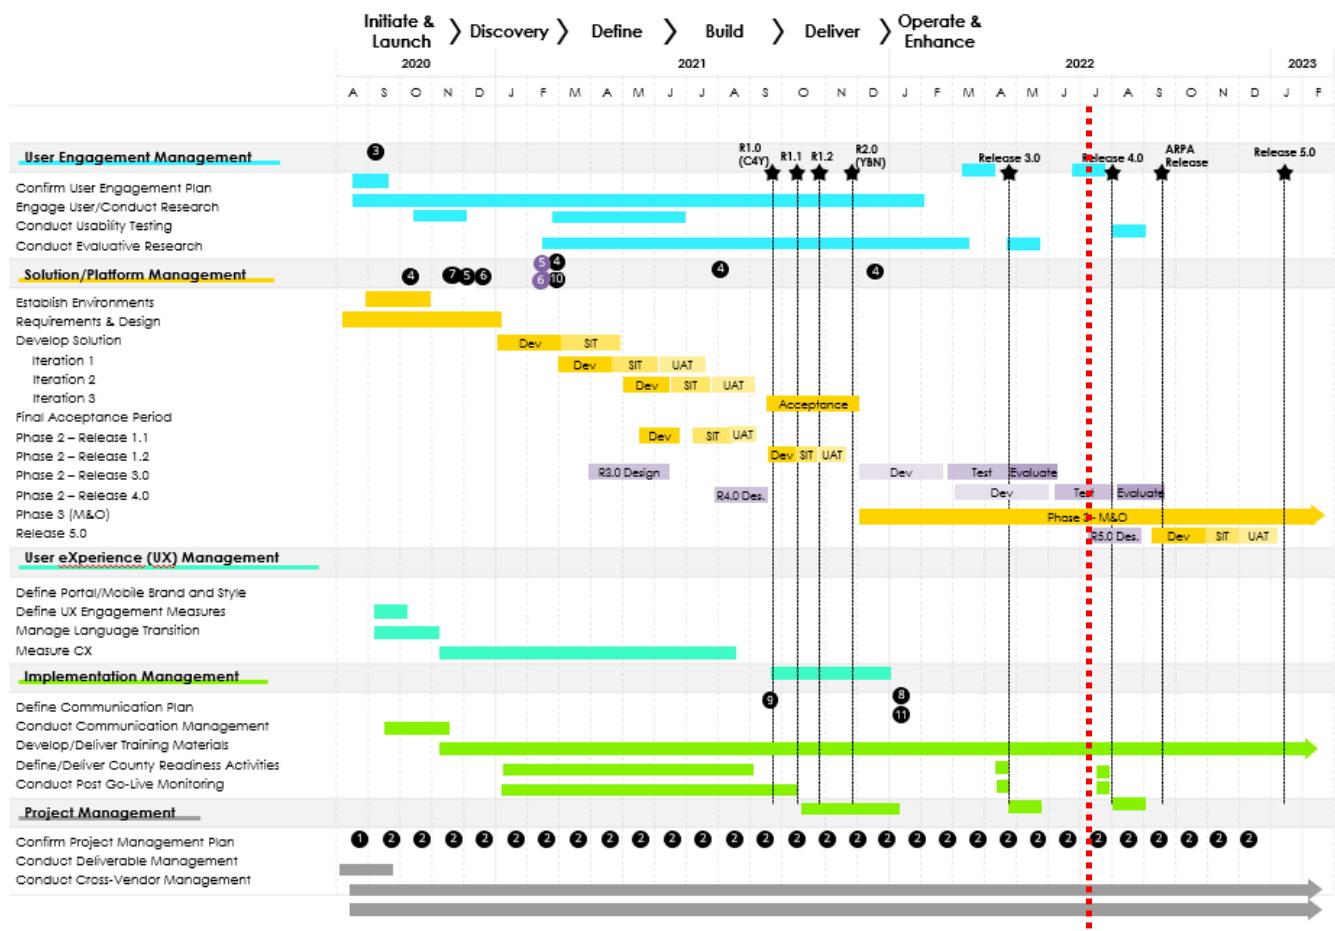 Initiate & Launch
Discovery
Define
Build
Deliver
Operate & Enhance
2020 2021 2022 2023
A S O N D J F M A M J J A S O N D J F M A M J J A S O N D J F
R1.0 (C4Y) R1.1 R1.2 R2.0 (YBN) Release 3.0 Release 4.0 ARPA Release Release 5.0
User Engagement Management 3
Confirm User Engagement Plan
Engage User/Conduct Research
Conduct Usability Testing
Conduct Evaluative Research
Solution/Platform Management 4 7 5 6 5 4 6 10 4 4
Establish Environments
Requirements & Design
Develop Solution Dev SIT
Iteration 1 Dev SIT UAT
Iteration 2 Dev SIT UAT
Iteration 3 Acceptance
Final Acceptance Period
Phase 2 – Release 1.1 Dev SIT UAT
Phase 2 – Release 1.2 Dev SIT UAT
Phase 2 – Release 3.0 R3.0 Design Dev Test Evaluate
Phase 2 – Release 4.0 R4.0 Des. Dev Test Evaluate
Phase 3 (M&O) Phase 3 - M&O
Release 5.0 R5.0 Des. Dev SIT UAT
User eXperience (UX) Management
Define Portal/Mobile Brand and Style
Define UX Engagement Measures
Manage Language Transition
Measure CX
Implementation Management
9 8 11
Define Communication Plan
Conduct Communication Management
Develop/Deliver Training Materials
Define/Deliver County Readiness Activities
Conduct Post Go-Live Monitoring
Project Management
Confirm Project Management Plan 1 2 2 2 2 2 2 2 2 2 2 2 2 2 2 2 2 2 2 2 2 2 2 2 2 2 2 2 2 2
Conduct Deliverable Management
Conduct Cross-Vendor Management